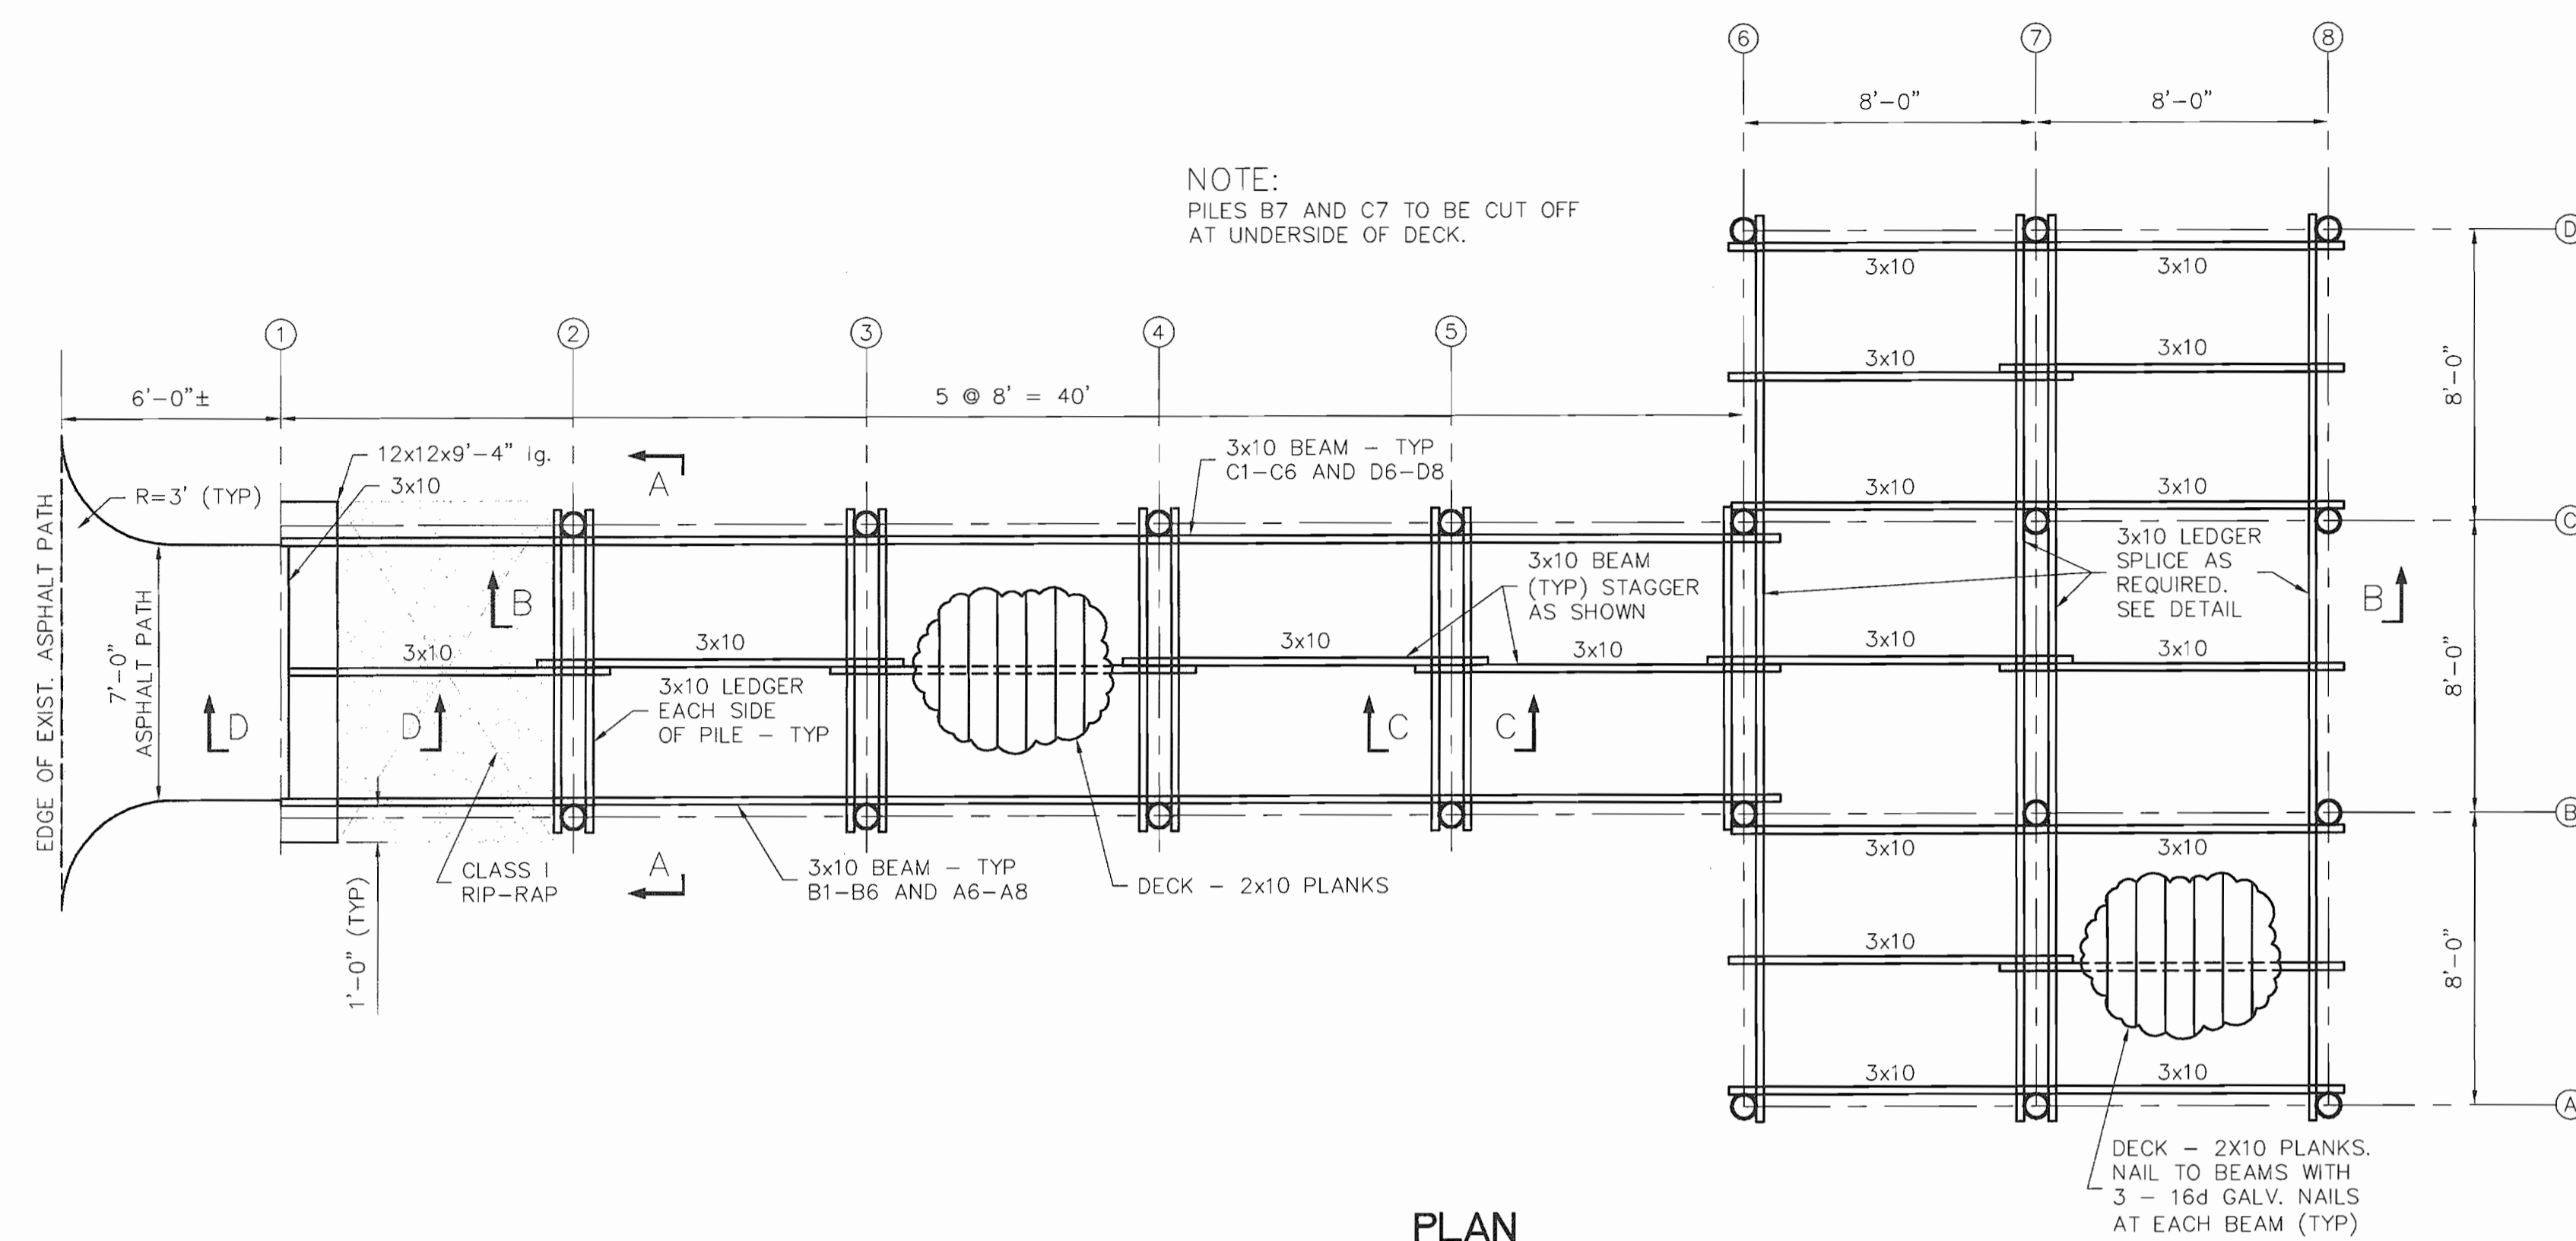 6
7
8
8'-0"
8'-0"
NOTE:
PILES B7 AND C7 TO BE CUT OFF
AT UNDERSIDE OF DECK.
D
3x10
3x10
1
2
3
4
5
3x10
3x10
8'-0"
6'-0"±
5 @ 8' = 40'
12x12x9'-4" lg.
3x10
R=3' (TYP)
A
3x10 BEAM – TYP
C1-C6 AND D6-D8
3x10
3x10
C
EDGE OF EXIST. ASPHALT PATH
7'-0"
ASPHALT PATH
B
3x10 BEAM
(TYP) STAGGER
AS SHOWN
3x10 LEDGER
SPLICE AS
REQUIRED.
SEE DETAIL
B
3x10
3x10
3x10
3x10
3x10
3x10
8'-0"
D
D
3x10 LEDGER
EACH SIDE
OF PILE – TYP
C
C
B
CLASS I
RIP-RAP
A
3x10 BEAM – TYP
B1-B6 AND A6-A8
DECK – 2x10 PLANKS
3x10
3x10
1'-0" (TYP)
3x10
8'-0"
3x10
3x10
A
DECK – 2X10 PLANKS.
NAIL TO BEAMS WITH
3 – 16d GALV. NAILS
AT EACH BEAM (TYP)
PLAN